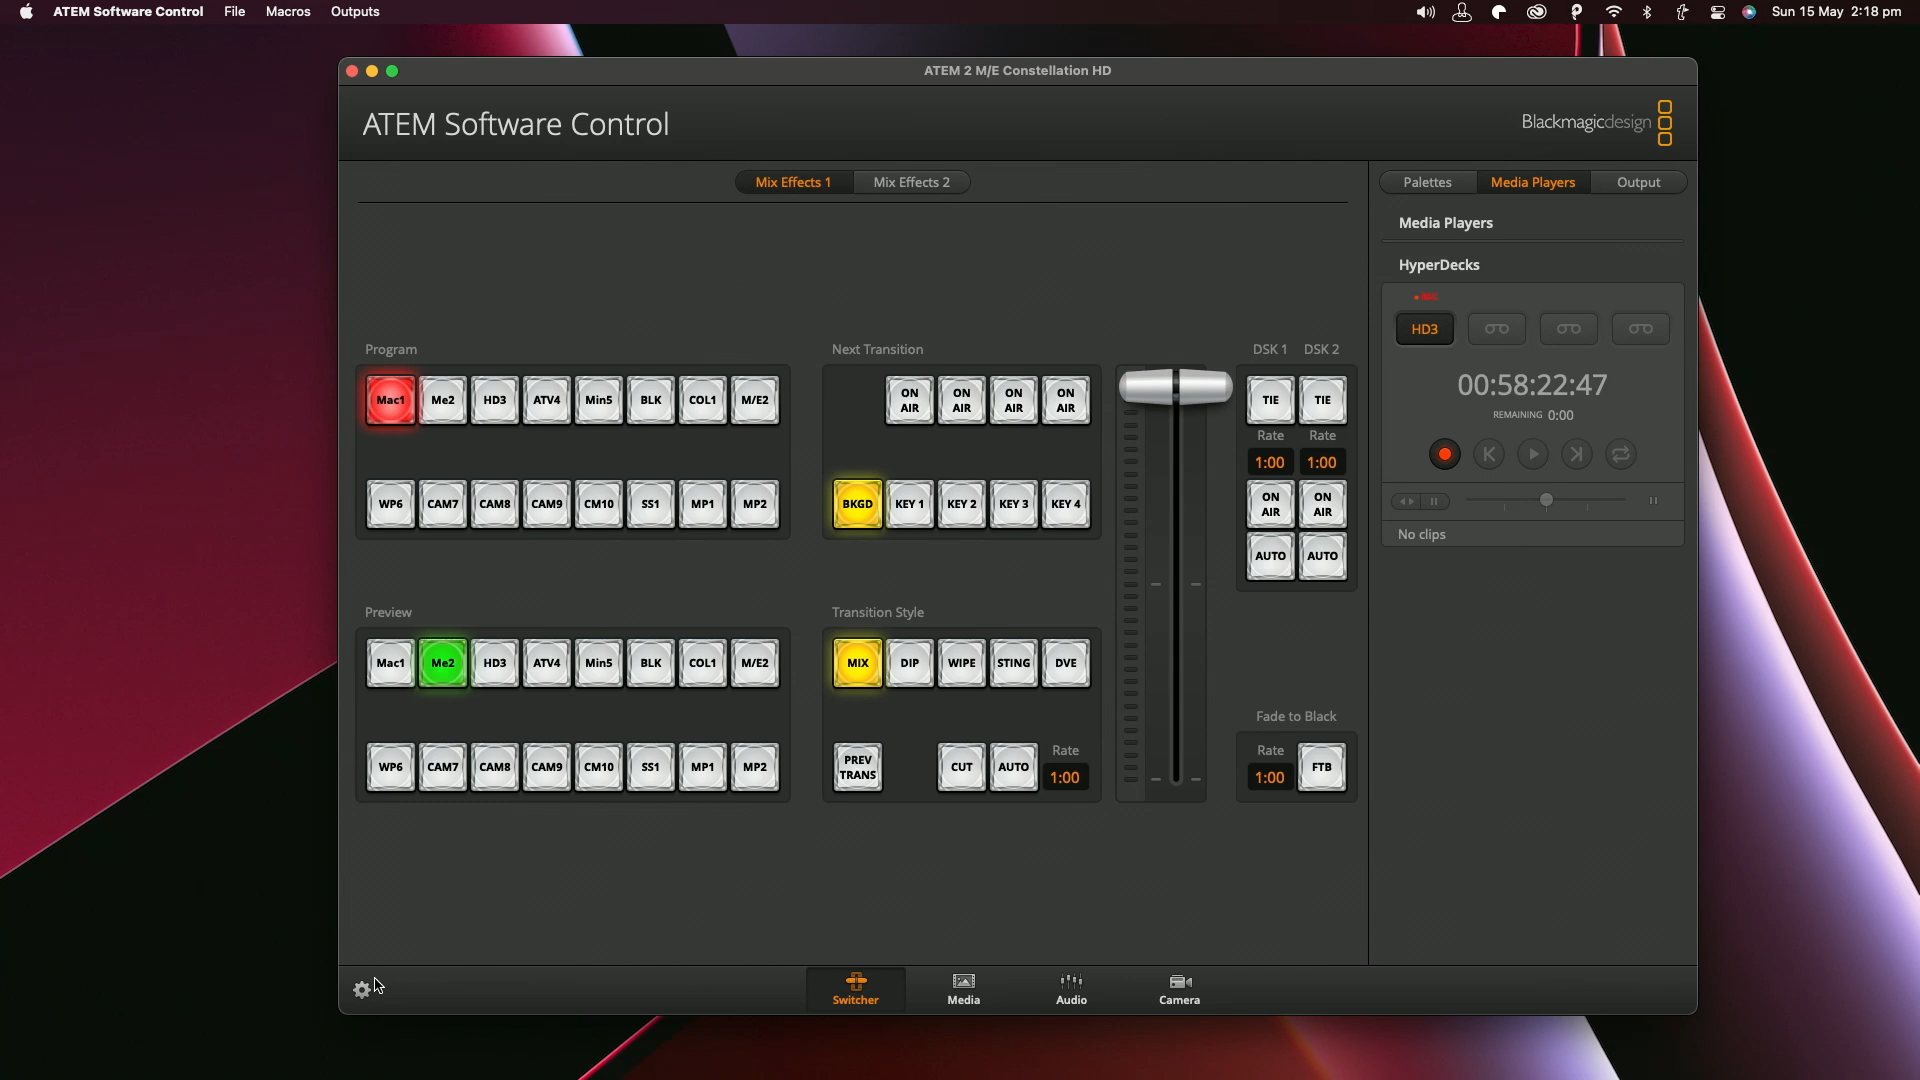 ATEM Software Control File Macros Outputs
Sun 15 May 2:18 pm
ATEM 2 M/E Constellation HD
ATEM Software Control
Blackmagicdesign
Mix Effects 1 Mix Effects 2
Palettes Media Players Output
Media Players
HyperDecks
HD3
00:58:22:47
REMAINING 0:00
No clips
Program
Mac1 Me2 HD3 ATV4 Min5 BLK COL1 M/E2
WP6 CAM7 CAM8 CAM9 CM10 SS1 MP1 MP2
Next Transition
ON AIR ON AIR ON AIR ON AIR
BKGD KEY 1 KEY 2 KEY 3 KEY 4
DSK 1 DSK 2
TIE TIE
Rate Rate
1:00 1:00
ON AIR ON AIR
AUTO AUTO
Preview
Mac1 Me2 HD3 ATV4 Min5 BLK COL1 M/E2
WP6 CAM7 CAM8 CAM9 CM10 SS1 MP1 MP2
Transition Style
MIX DIP WIPE STING DVE
PREV TRANS CUT AUTO Rate 1:00
Fade to Black
Rate
1:00 FTB
Switcher Media Audio Camera